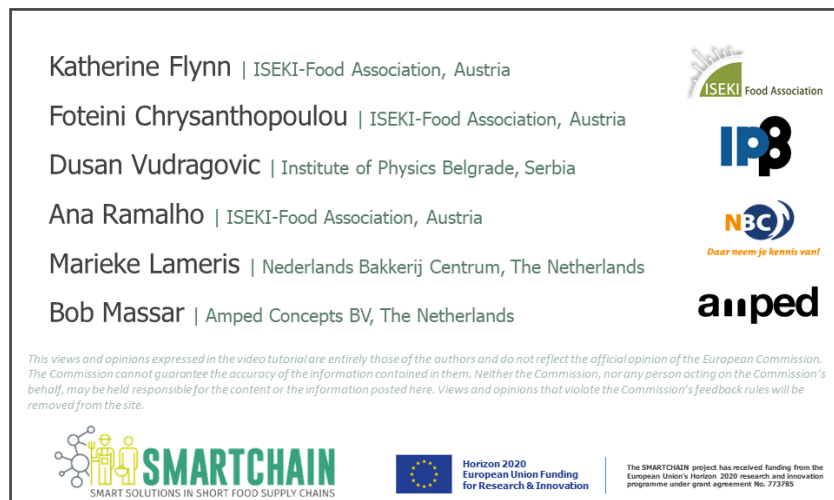 Katherine Flynn | ISEKI-Food Association, Austria
ISEKI Food Association
Foteini Chrysanthopoulou | ISEKI-Food Association, Austria
IPB
Dusan Vudragovic | Institute of Physics Belgrade, Serbia
Ana Ramalho | ISEKI-Food Association, Austria
NBC
Daar neem je kennis van!
Marieke Lameris | Nederlands Bakkerij Centrum, The Netherlands
Bob Massar | Amped Concepts BV, The Netherlands
amped
This views and opinions expressed in the video tutorial are entirely those of the authors and do not reflect the official opinion of the European Commission.
The Commission cannot guarantee the accuracy of the information contained in them. Neither the Commission, nor any person acting on the Commission's
behalf, may be held responsible for the content or the information posted here. Views and opinions that violate the Commission's feedback rules will be
removed from the site.
SMARTCHAIN
SMART SOLUTIONS IN SHORT FOOD SUPPLY CHAINS
Horizon 2020
European Union Funding
for Research & Innovation
The SMARTCHAIN project has received funding from the
European Union's Horizon 2020 research and innovation
programme under grant agreement No. 773785